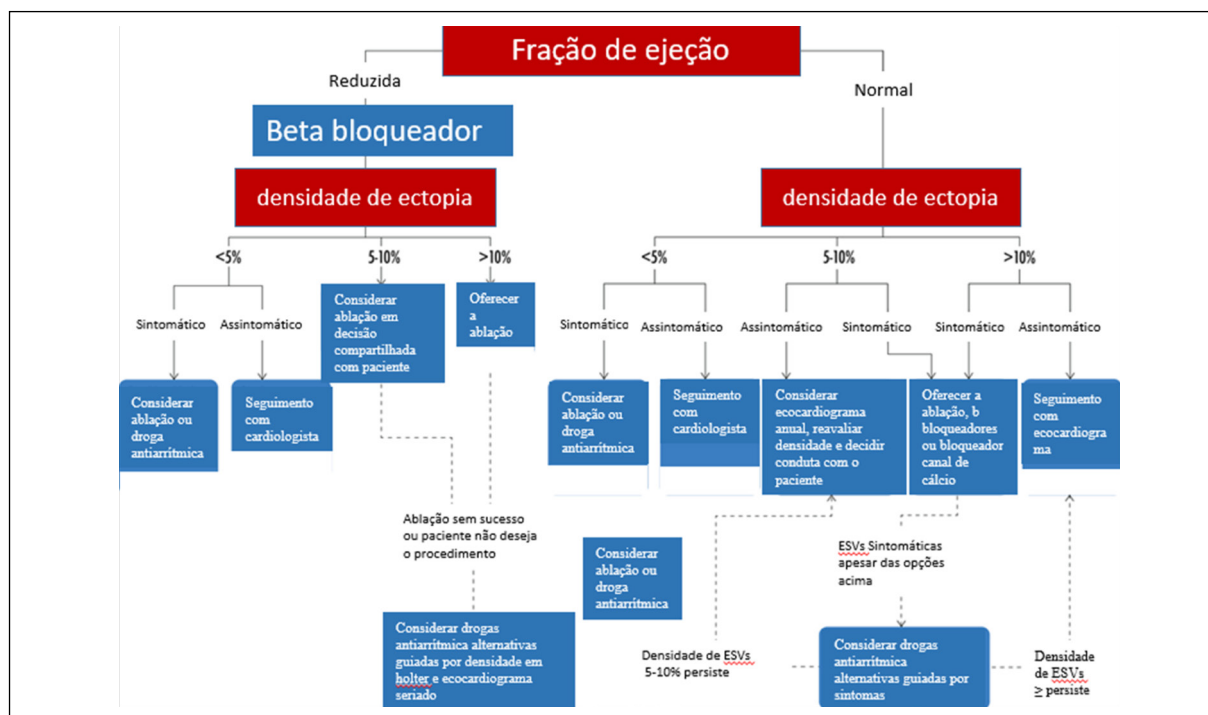 Fração de ejeção
Reduzida
Normal
Beta bloqueador
densidade de ectopia
densidade de ectopia
<5%
5-10%
>10%
<5%
5-10%
>10%
Considerar
ablação em
decisão
compartilhada
com paciente
Oferecer
a
ablação
Sintomático
Assintomático
Sintomático
Assintomático
Assintomático
Sintomático
Sintomático
Assintomático
Considerar
ablação ou
droga
antiarrítmica
Seguimento
com
cardiologista
Considerar
ablação ou
droga
antiarrítmica
Seguimento
com
cardiologista
Considerar
ecocardiograma
anual, reavaliar
densidade e decidir
conduta com o
paciente
Oferecer a
ablação, b
bloqueadores
ou bloqueador
canal de
cálcio
Seguimento
com
ecocardiogra
ma
Ablação sem sucesso
ou paciente não deseja
o procedimento
Considerar
ablação ou
droga
antiarrítmica
ESVs Sintomáticas
apesar das opções
acima
Considerar drogas
antiarrítmica alternativas
guiadas por densidade em
holter e ecocardiograma
seriado
Densidade de ESVs
5-10% persiste
Considerar drogas
antiarrítmica
alternativas guiadas por
sintomas
Densidade
de ESVs
≥ persiste